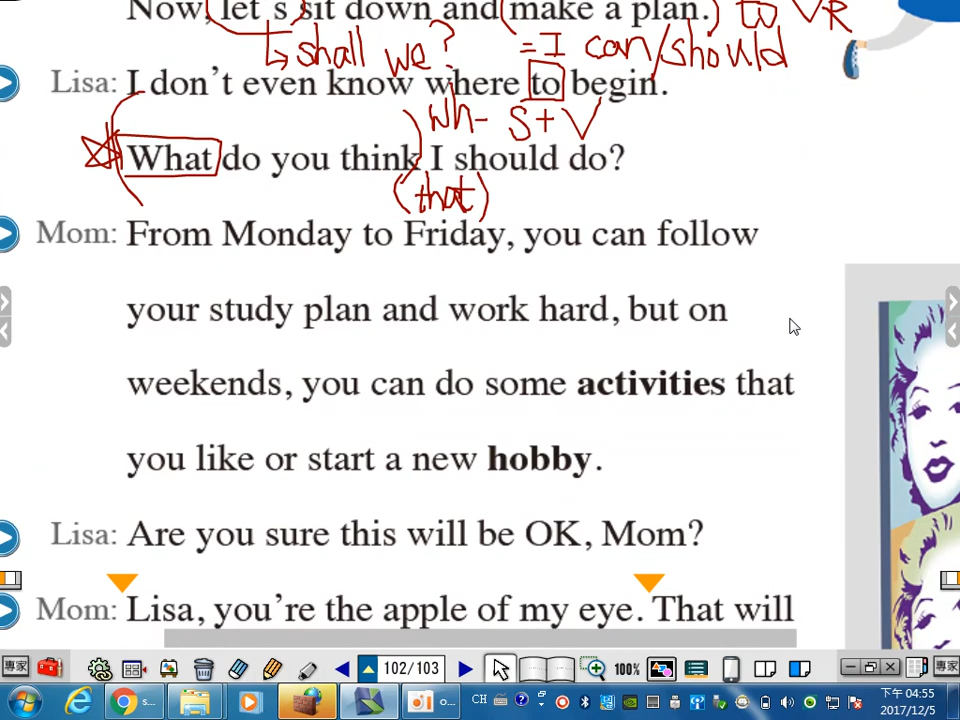 Now, let's sit down and (make a plan.) to VR
↳ shall we? = I can/should
Lisa: I don't even know where to begin.
wh- S+V
What do you think I should do?
(that)
Mom: From Monday to Friday, you can follow
your study plan and work hard, but on
weekends, you can do some activities that
you like or start a new hobby.
Lisa: Are you sure this will be OK, Mom?
Mom: Lisa, you're the apple of my eye. That will
專家 102/103 100% 專家
s... o... CH 下午 04:55
2017/12/5